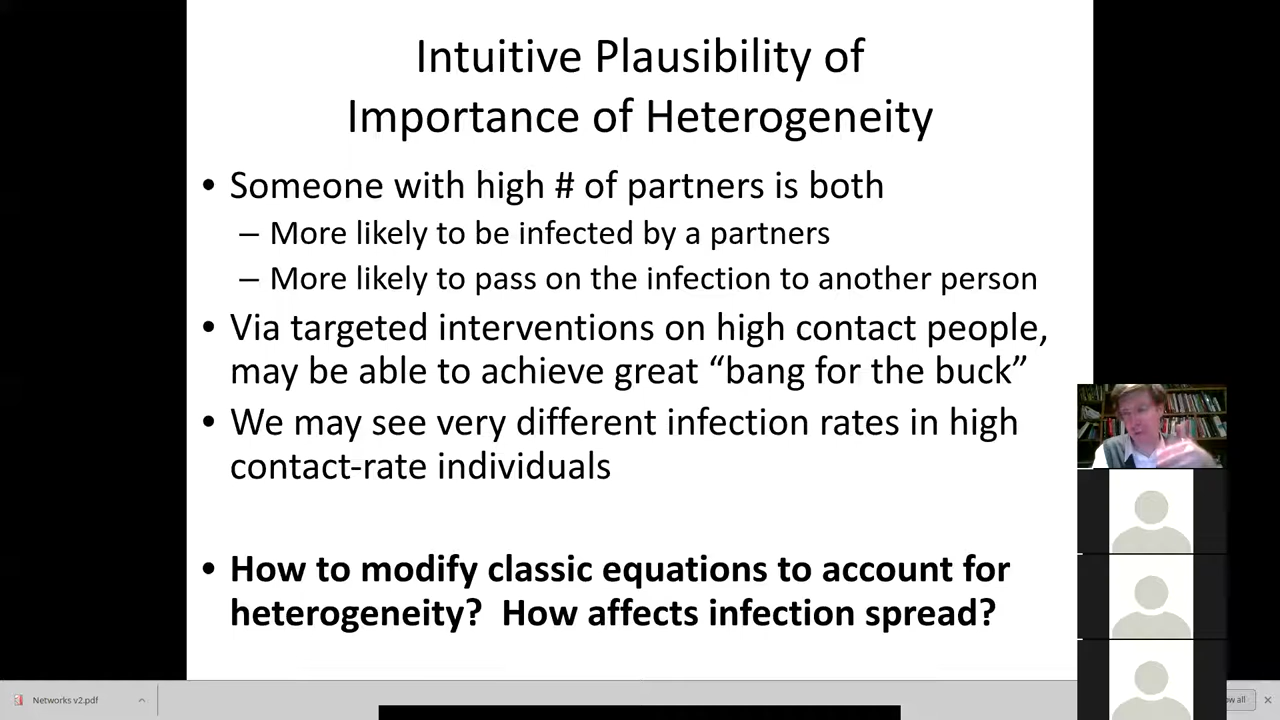 Intuitive Plausibility of
Importance of Heterogeneity
• Someone with high # of partners is both
– More likely to be infected by a partners
– More likely to pass on the infection to another person
• Via targeted interventions on high contact people,
may be able to achieve great “bang for the buck”
• We may see very different infection rates in high
contact-rate individuals
• How to modify classic equations to account for
heterogeneity? How affects infection spread?
Networks v2.pdf